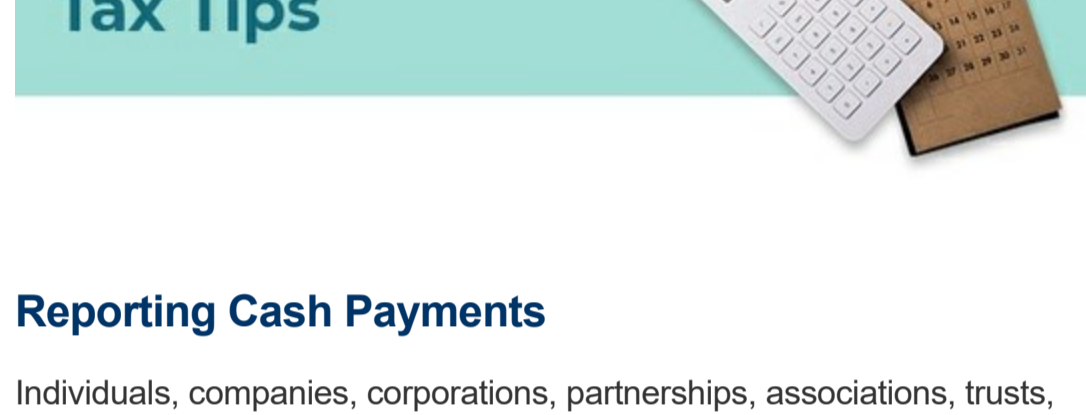 Tax Tips
Reporting Cash Payments
Individuals, companies, corporations, partnerships, associations, trusts,